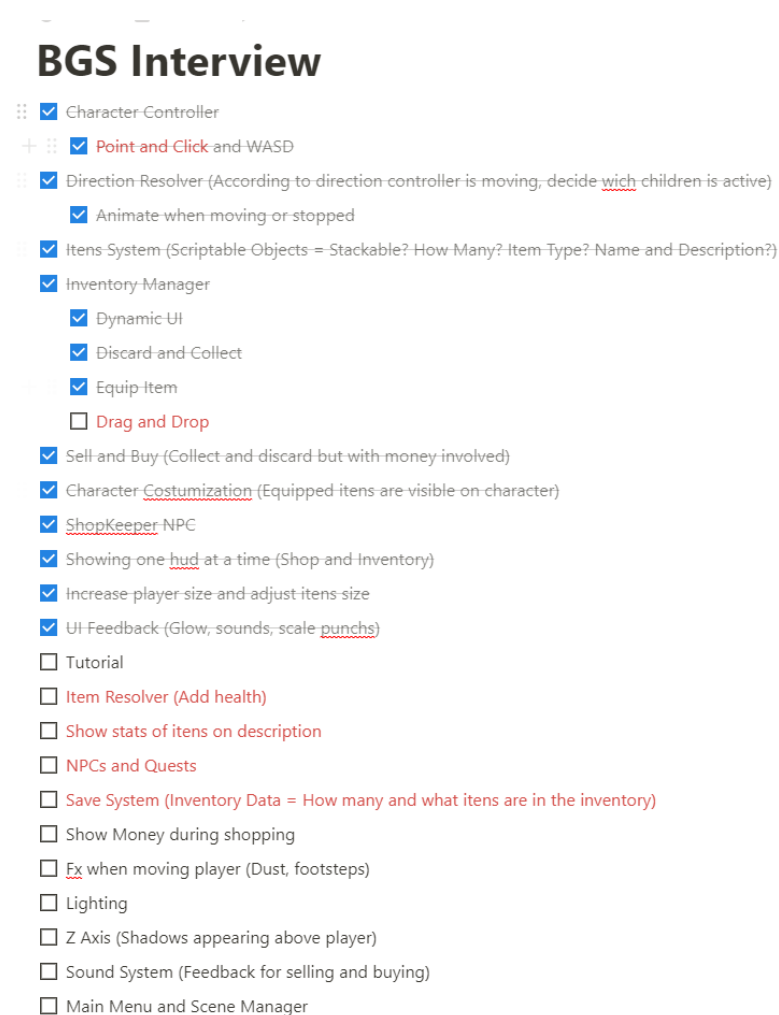 BGS Interview
Character Controller
Point and Click and WASD
Direction Resolver (According to direction controller is moving, decide wich children is active)
Animate when moving or stopped
Itens System (Scriptable Objects = Stackable? How Many? Item Type? Name and Description?)
Inventory Manager
Dynamic UI
Discard and Collect
Equip Item
Drag and Drop
Sell and Buy (Collect and discard but with money involved)
Character Costumization (Equipped itens are visible on character)
ShopKeeper NPC
Showing one hud at a time (Shop and Inventory)
Increase player size and adjust itens size
UI Feedback (Glow, sounds, scale punchs)
Tutorial
Item Resolver (Add health)
Show stats of itens on description
NPCs and Quests
Save System (Inventory Data = How many and what itens are in the inventory)
Show Money during shopping
Fx when moving player (Dust, footsteps)
Lighting
Z Axis (Shadows appearing above player)
Sound System (Feedback for selling and buying)
Main Menu and Scene Manager